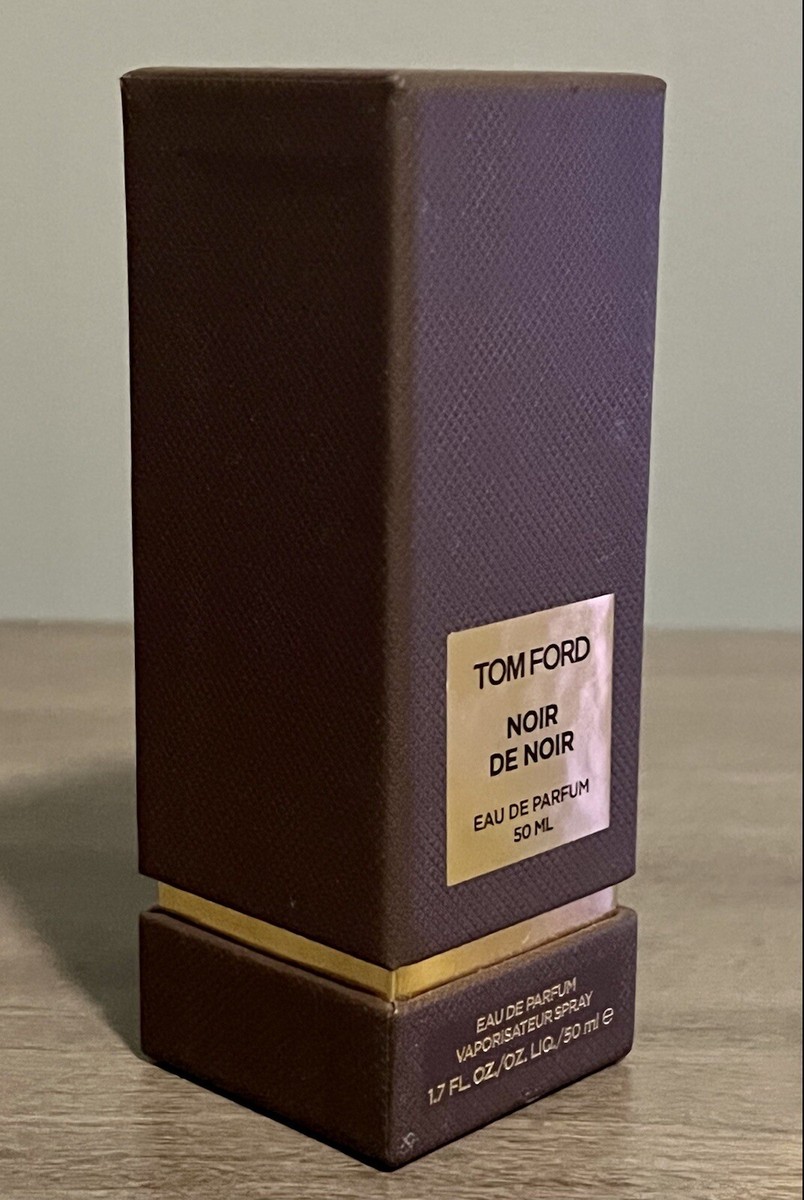 TOM FORD
NOIR
DE NOIR
EAU DE PARFUM
50 ML
EAU DE PARFUM
VAPORISATEUR SPRAY
1.7 FL. OZ./OZ. LIQ./50 ml ℮